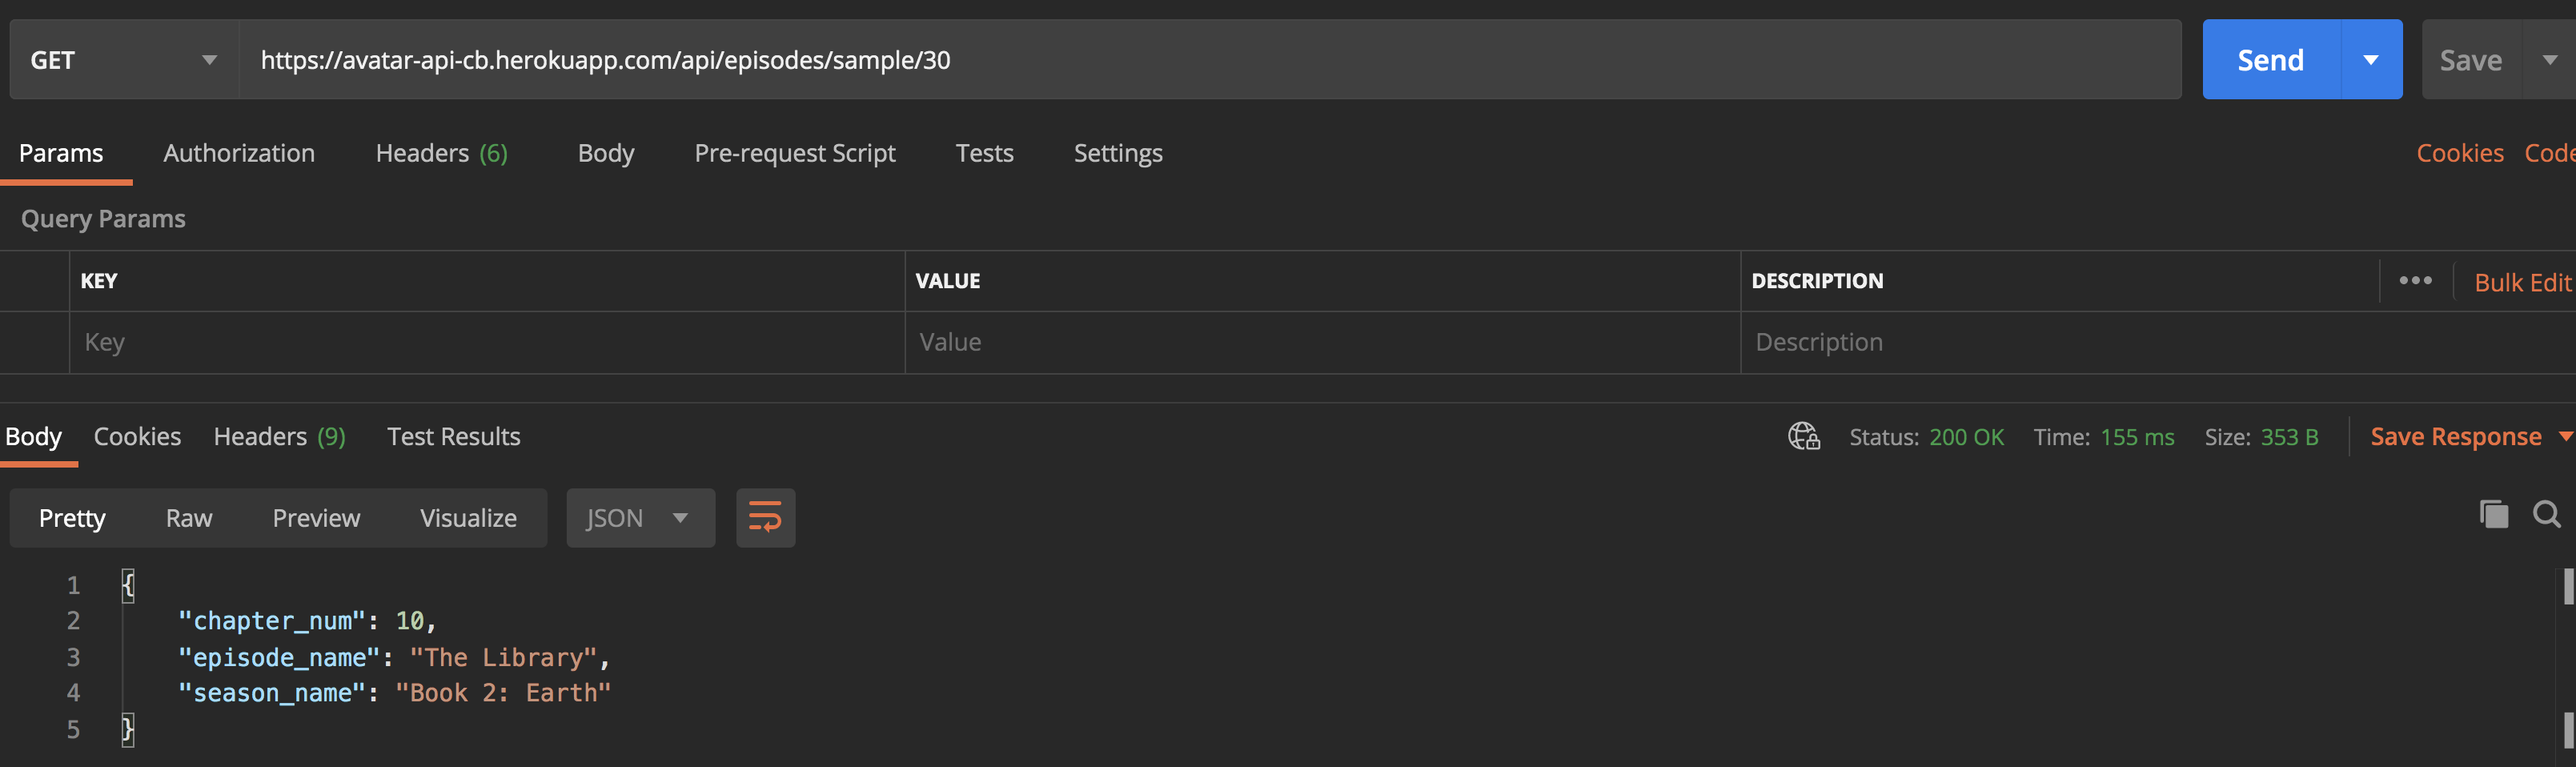 GET https://avatar-api-cb.herokuapp.com/api/episodes/sample/30 Send Save
Params Authorization Headers (6) Body Pre-request Script Tests Settings Cookies Code
Query Params
KEY VALUE DESCRIPTION ••• Bulk Edit
Key Value Description
Body Cookies Headers (9) Test Results Status: 200 OK Time: 155 ms Size: 353 B Save Response
Pretty Raw Preview Visualize JSON
1 {
2 "chapter_num": 10,
3 "episode_name": "The Library",
4 "season_name": "Book 2: Earth"
5 }